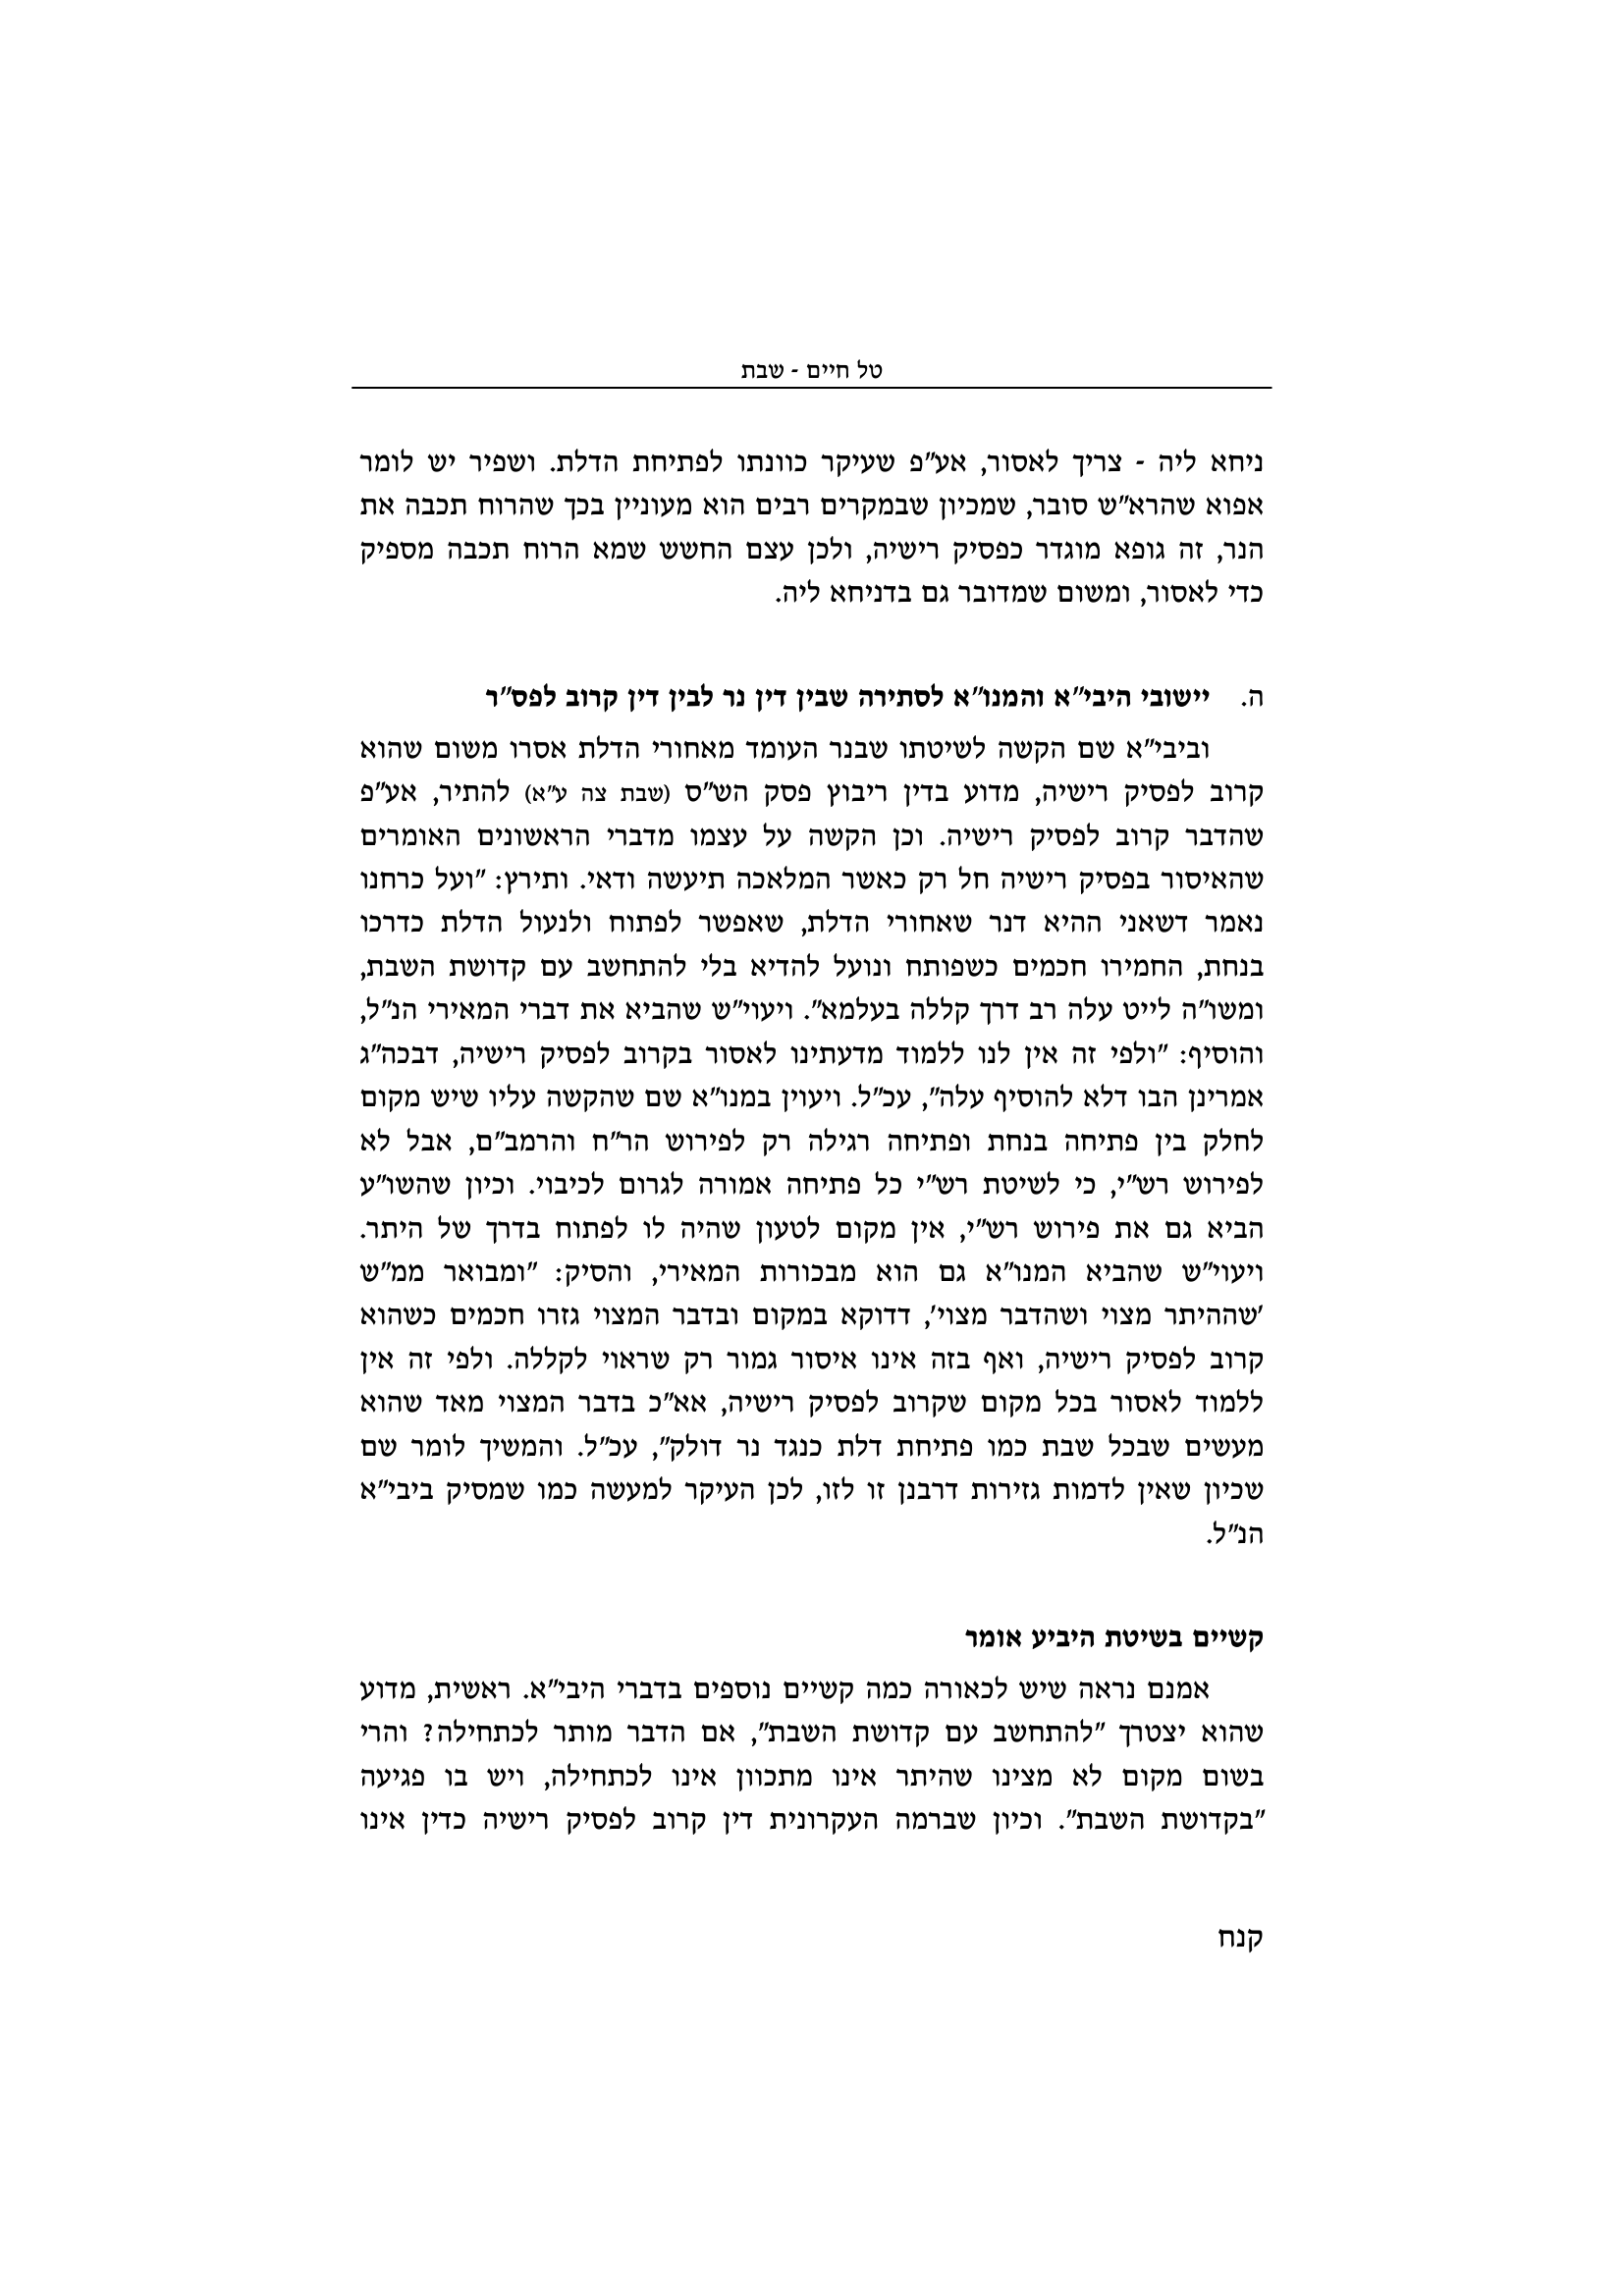 טל חיים - שבת
ניחא ליה - צריך לאסור, אע"פ שעיקר כוונתו לפתיחת הדלת. ושפיר יש לומר
אפוא שהרא"ש סובר, שמכיון שבמקרים רבים הוא מעוניין בכך שהרוח תכבה את
הנר, זה גופא מוגדר כפסיק רישיה, ולכן עצם החשש שמא הרוח תכבה מספיק
כדי לאסור, ומשום שמדובר גם בדניחא ליה.
ה. יישובי היבי"א והמנו"א לסתירה שבין דין נר לבין דין קרוב לפס"ר
וביבי"א שם הקשה לשיטתו שבנר העומד מאחורי הדלת אסרו משום שהוא
קרוב לפסיק רישיה, מדוע בדין ריבוץ פסק הש"ס (שבת צה ע"א) להתיר, אע"פ
שהדבר קרוב לפסיק רישיה. וכן הקשה על עצמו מדברי הראשונים האומרים
שהאיסור בפסיק רישיה חל רק כאשר המלאכה תיעשה ודאי. ותירץ: "ועל כרחנו
נאמר דשאני ההיא דנר שאחורי הדלת, שאפשר לפתוח ולנעול הדלת כדרכו
בנחת, החמירו חכמים כשפותח ונועל להדיא בלי להתחשב עם קדושת השבת,
ומשו"ה לייט עלה רב דרך קללה בעלמא". ויעוי"ש שהביא את דברי המאירי הנ"ל,
והוסיף: "ולפי זה אין לנו ללמוד מדעתינו לאסור בקרוב לפסיק רישיה, דבכה"ג
אמרינן הבו דלא להוסיף עלה", עכ"ל. ויעוין במנו"א שם שהקשה עליו שיש מקום
לחלק בין פתיחה בנחת ופתיחה רגילה רק לפירוש הר"ח והרמב"ם, אבל לא
לפירוש רש"י, כי לשיטת רש"י כל פתיחה אמורה לגרום לכיבוי. וכיון שהשו"ע
הביא גם את פירוש רש"י, אין מקום לטעון שהיה לו לפתוח בדרך של היתר.
ויעוי"ש שהביא המנו"א גם הוא מבכורות המאירי, והסיק: "ומבואר ממ"ש
'שההיתר מצוי ושהדבר מצוי', דדוקא במקום ובדבר המצוי גזרו חכמים כשהוא
קרוב לפסיק רישיה, ואף בזה אינו איסור גמור רק שראוי לקללה. ולפי זה אין
ללמוד לאסור בכל מקום שקרוב לפסיק רישיה, אא"כ בדבר המצוי מאד שהוא
מעשים שבכל שבת כמו פתיחת דלת כנגד נר דולק", עכ"ל. והמשיך לומר שם
שכיון שאין לדמות גזירות דרבנן זו לזו, לכן העיקר למעשה כמו שמסיק ביבי"א
הנ"ל.
קשיים בשיטת היביע אומר
אמנם נראה שיש לכאורה כמה קשיים נוספים בדברי היבי"א. ראשית, מדוע
שהוא יצטרך "להתחשב עם קדושת השבת", אם הדבר מותר לכתחילה? והרי
בשום מקום לא מצינו שהיתר אינו מתכוון אינו לכתחילה, ויש בו פגיעה
"בקדושת השבת". וכיון שברמה העקרונית דין קרוב לפסיק רישיה כדין אינו
קנח